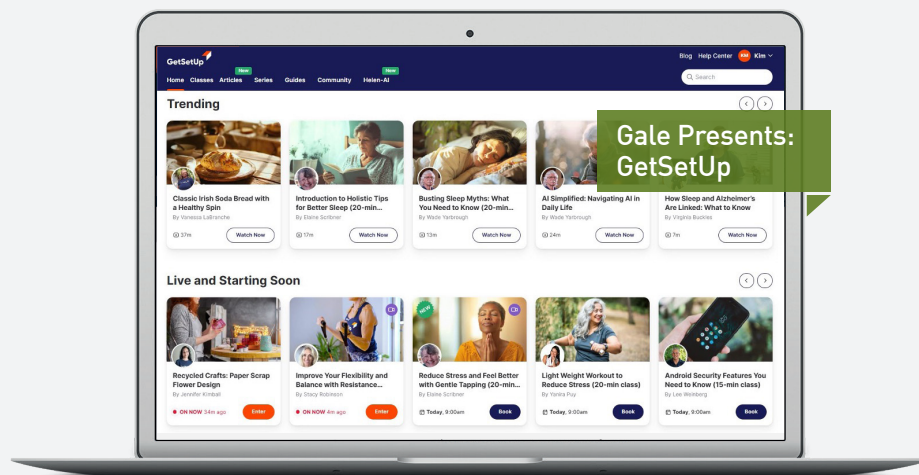 GetSetUp
Blog Help Center KM Kim
New New
Home Classes Articles Series Guides Community Helen-AI
Search
Trending
Gale Presents:
GetSetUp
Classic Irish Soda Bread with
a Healthy Spin
By Vanessa LaBranche
37m Watch Now
Introduction to Holistic Tips
for Better Sleep (20-min...
By Elaine Scribner
17m Watch Now
Busting Sleep Myths: What
You Need to Know (20-min...
By Wade Yarbrough
13m Watch Now
AI Simplified: Navigating AI in
Daily Life
By Wade Yarbrough
24m Watch Now
How Sleep and Alzheimer's
Are Linked: What to Know
By Virginia Buckles
7m Watch Now
Live and Starting Soon
Recycled Crafts: Paper Scrap
Flower Design
By Jennifer Kimball
ON NOW 34m ago Enter
Improve Your Flexibility and
Balance with Resistance...
By Stacy Robinson
ON NOW 4m ago Enter
NEW
Reduce Stress and Feel Better
with Gentle Tapping (20-min...
By Elaine Scribner
Today, 9:00am Book
Light Weight Workout to
Reduce Stress (20-min class)
By Yantra Puy
Today, 9:00am Book
Android Security Features You
Need to Know (15-min class)
By Lee Weinberg
Today, 9:00am Book